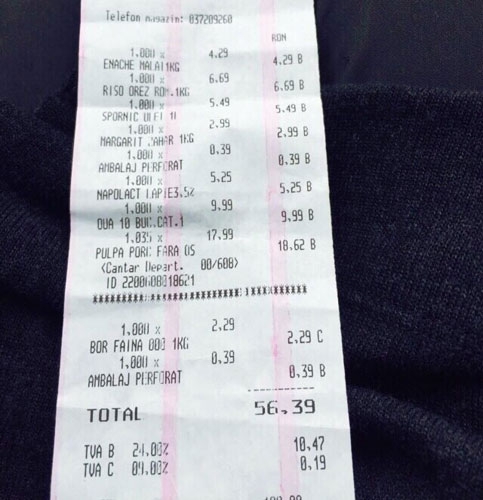 Telefon magazin: 037209260
RON
1,000 x 4.29
ENACHE MALAI 1KG 4.29 B
1,000 x 6.69
RISO OREZ ROM.1KG 6.69 B
1,000 x 5.49
SPORNIC ULEI 1l 5.49 B
1,000 x 2.99
MARGARIT ZAHAR 1KG 2.99 B
1,000 x 0.39
AMBALAJ PERFORAT 0.39 B
1,000 x 5.25
NAPOLACT LAPTE3.5% 5.25 B
1,000 x 9.99
OUA 10 BUC.CAT.1 9.99 B
1.035 x 17.99
PULPA PORC FARA OS 18.62 B
<Cantar Depart. 00/608>
ID
1,000 x 2.29
BOR FAINA 000 1KG 2.29 C
1,000 x 0.39
AMBALAJ PERFORAT 0.39 B
TOTAL 56,39
TVA B 24,00% 10,47
TVA C 09,00% 0,19